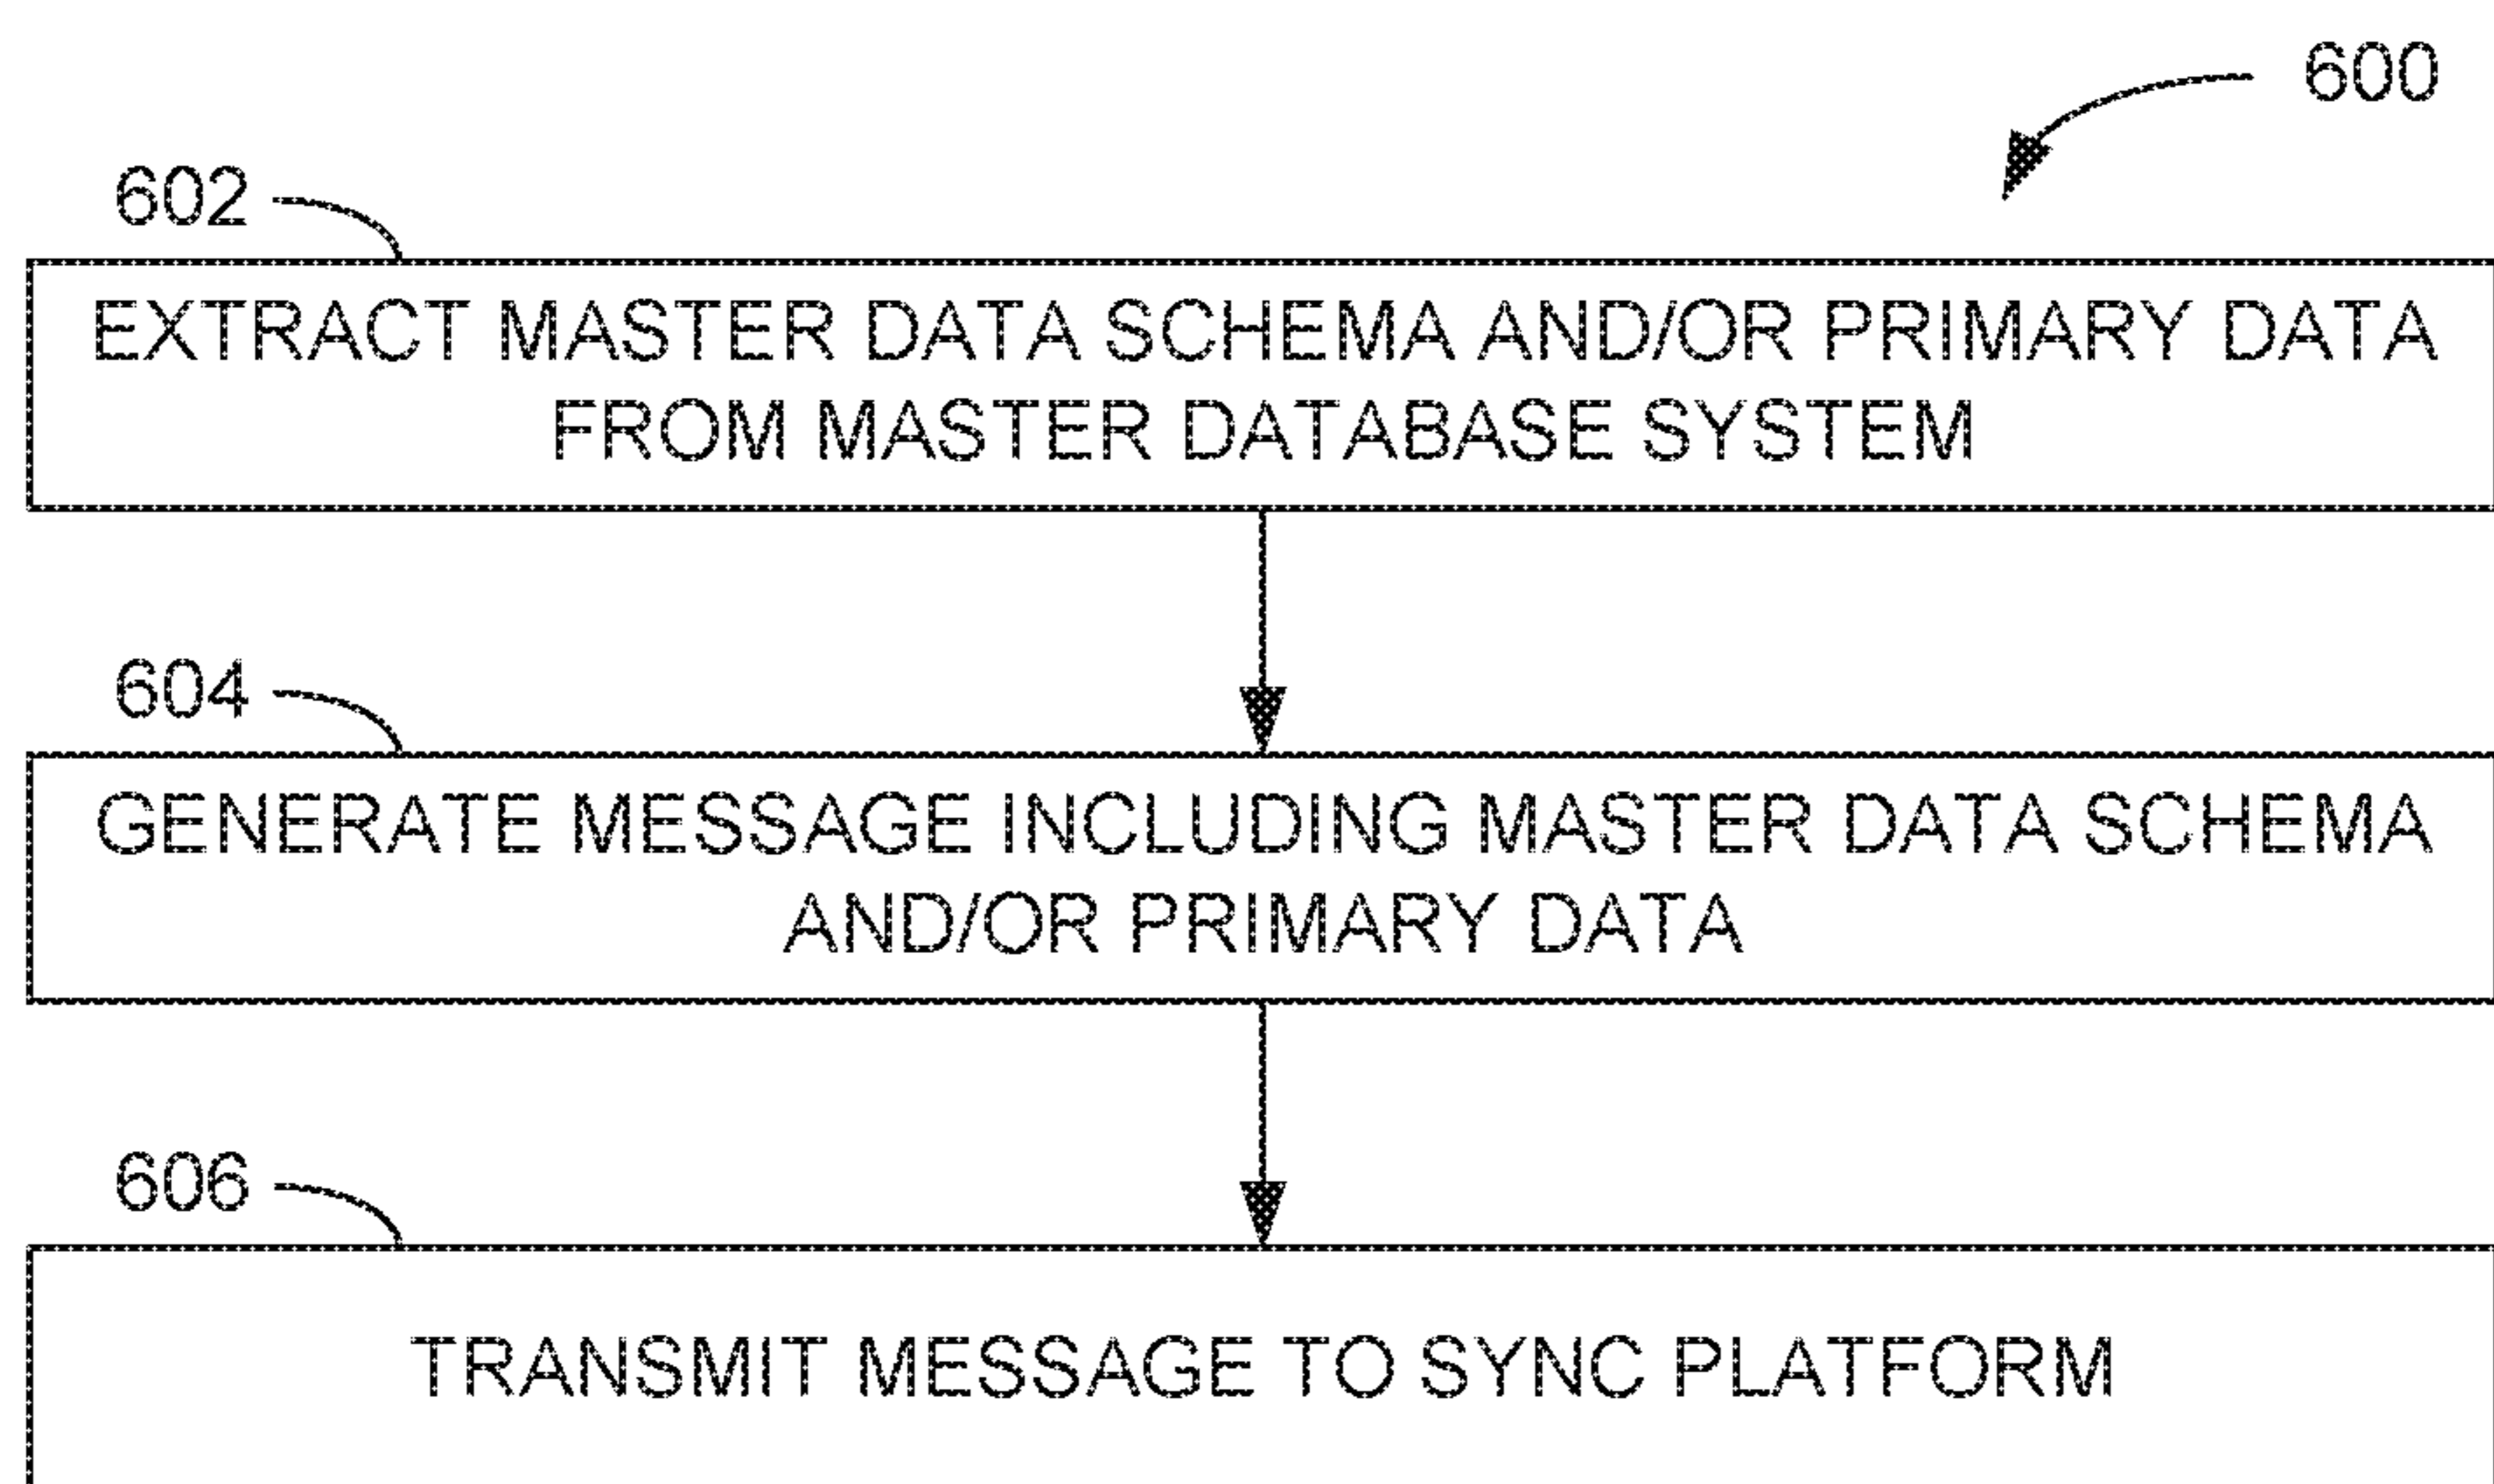 600
602
EXTRACT MASTER DATA SCHEMA AND/OR PRIMARY DATA
FROM MASTER DATABASE SYSTEM
604
GENERATE MESSAGE INCLUDING MASTER DATA SCHEMA
AND/OR PRIMARY DATA
606
TRANSMIT MESSAGE TO SYNC PLATFORM